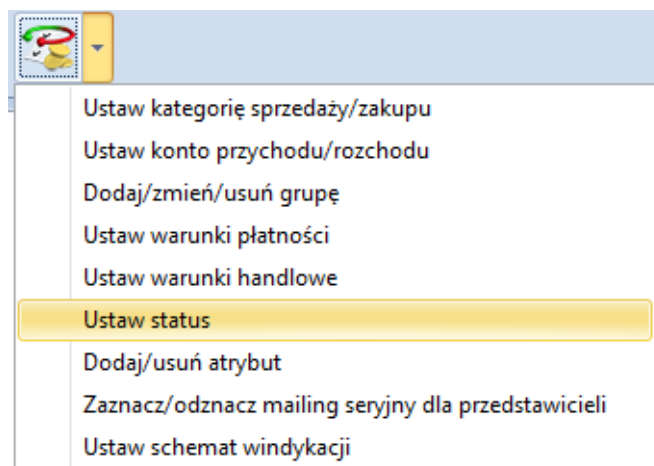 Ustaw kategorię sprzedaży/zakupu
Ustaw konto przychodu/rozchodu
Dodaj/zmień/usuń grupę
Ustaw warunki płatności
Ustaw warunki handlowe
Ustaw status
Dodaj/usuń atrybut
Zaznacz/odznacz mailing seryjny dla przedstawicieli
Ustaw schemat windykacji